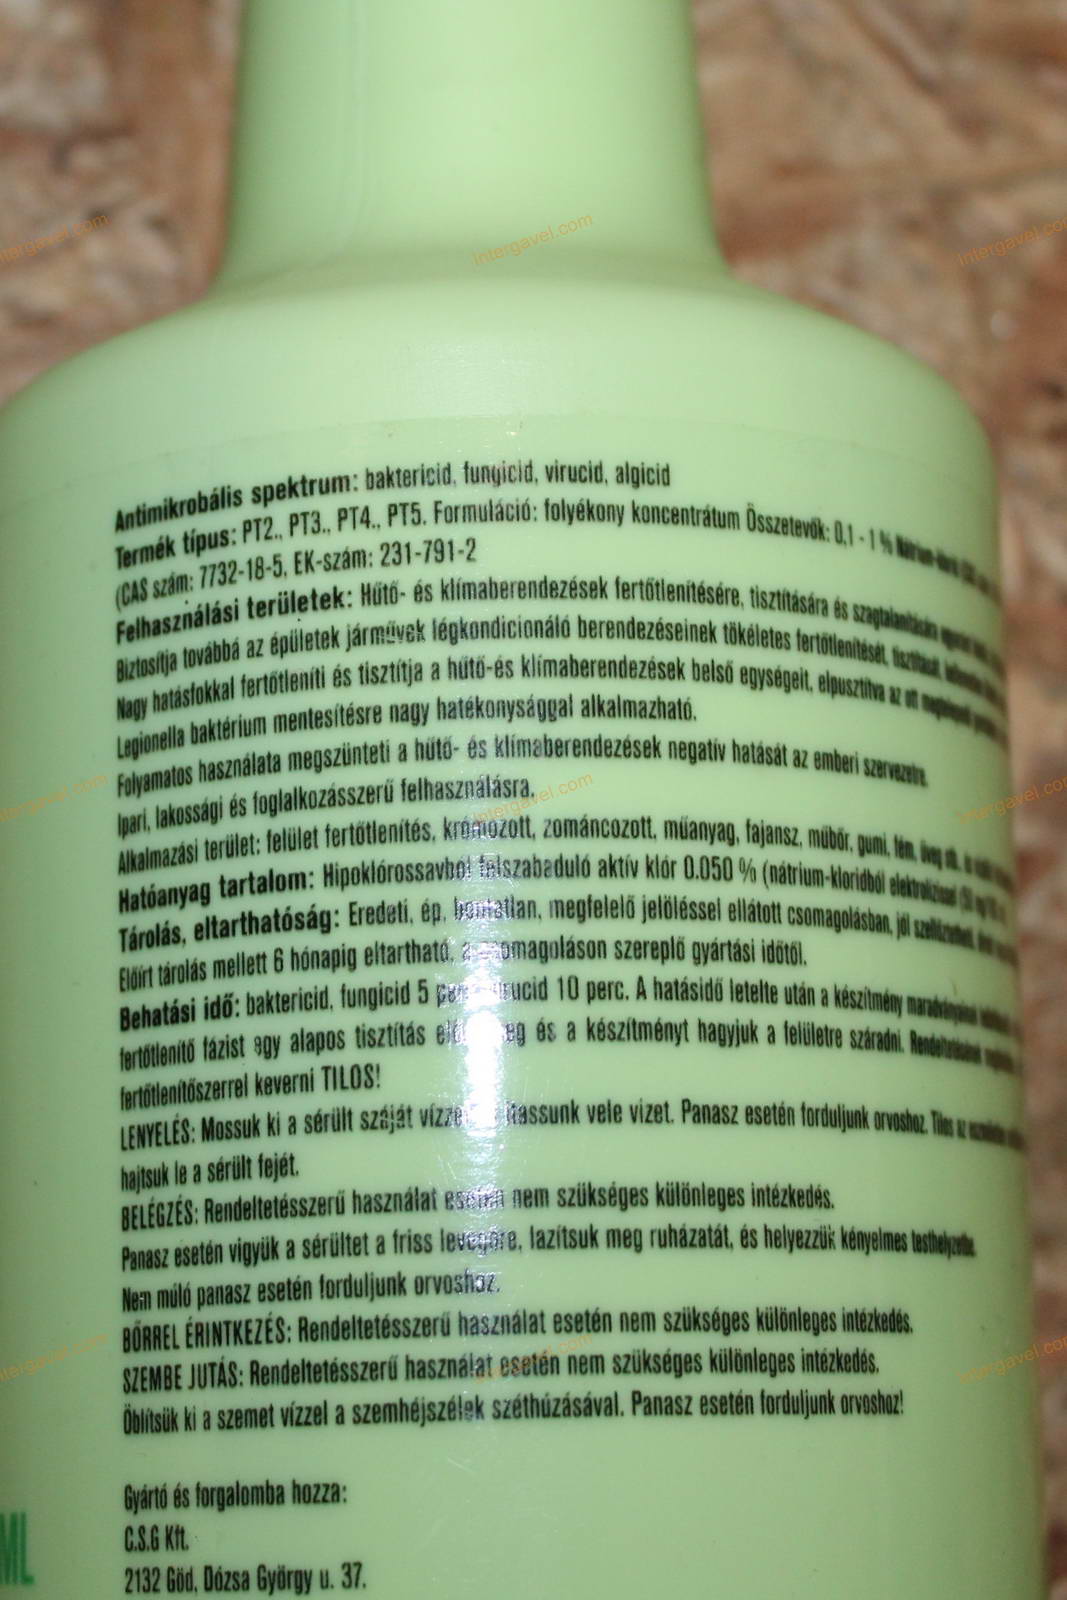 Antimikrobális spektrum: baktericid, fungicid, virucid, algicid
Termék típus: PT2., PT3., PT4., PT5. Formuláció: folyékony koncentrátum Összetevők: 0,1 - 1 %
(CAS szám: 7732-18-5, EK-szám: 231-791-2
Felhasználási területek: Hűtő- és klímaberendezések fertőtlenítésére, tisztítására és szagtalanítására
Biztosítja továbbá az épületek járművek légkondicionáló berendezéseinek tökéletes fertőtlenítését, tisztítását,
Nagy hatásfokkal fertőtleníti és tisztítja a hűtő-és klímaberendezések belső egységeit, elpusztítva az ott
Legionella baktérium mentesítésre nagy hatékonysággal alkalmazható.
Folyamatos használata megszünteti a hűtő- és klímaberendezések negatív hatását az emberi szervezetre.
Ipari, lakossági és foglalkozásszerű felhasználásra.
Alkalmazási terület: felület fertőtlenítés, krómozott, zománcozott, műanyag, fajansz, műbőr, gumi, fém, üveg stb.
Hatóanyag tartalom: Hipoklórossavból felszabaduló aktív klór 0.050 % (nátrium-kloridból elektrolízissel
Tárolás, eltarthatóság: Eredeti, ép, bontatlan, megfelelő jelöléssel ellátott csomagolásban, jól
Előírt tárolás mellett 6 hónapig eltartható, a csomagoláson szereplő gyártási időtől.
Behatási idő: baktericid, fungicid 5 perc, virucid 10 perc. A hatásidő letelte után a készítmény
fertőtlenítő fázist egy alapos tisztítás előzi meg és a készítményt hagyjuk a felületre száradni.
fertőtlenítőszerrel keverni TILOS!
LENYELÉS: Mossuk ki a sérült száját vízzel itassunk vele vizet. Panasz esetén forduljunk orvoshoz. Tilos az
hajtsuk le a sérült fejét.
BELÉGZÉS: Rendeltetésszerű használat esetén nem szükséges különleges intézkedés.
Panasz esetén vigyük a sérültet a friss levegőre, lazítsuk meg ruházatát, és helyezzük kényelmes testhelyzetbe.
Nem múló panasz esetén forduljunk orvoshoz.
BŐRREL ÉRINTKEZÉS: Rendeltetésszerű használat esetén nem szükséges különleges intézkedés.
SZEMBE JUTÁS: Rendeltetésszerű használat esetén nem szükséges különleges intézkedés.
Öblítsük ki a szemet vízzel a szemhéjszélek széthúzásával. Panasz esetén forduljunk orvoshoz!
Gyártó és forgalomba hozza:
C.S.G Kft.
ML
2132 Göd, Dózsa György u. 37.
Intergavel.com